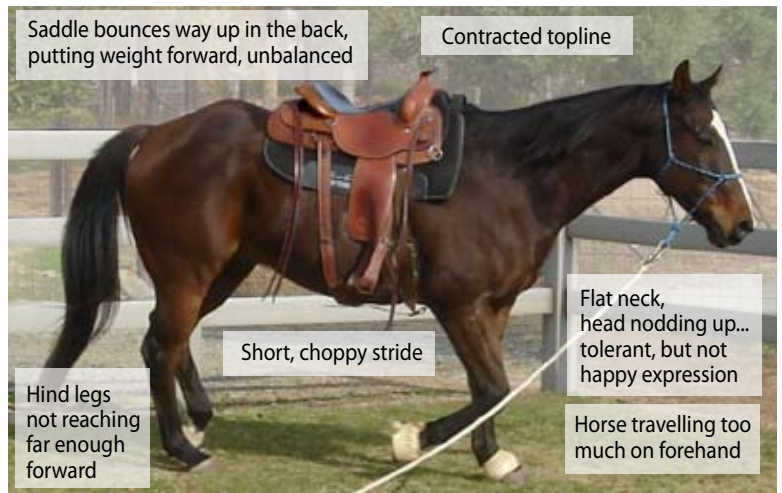 Saddle bounces way up in the back,
putting weight forward, unbalanced
Contracted topline
Flat neck,
head nodding up...
tolerant, but not
happy expression
Short, choppy stride
Hind legs
not reaching
far enough
forward
Horse travelling too
much on forehand